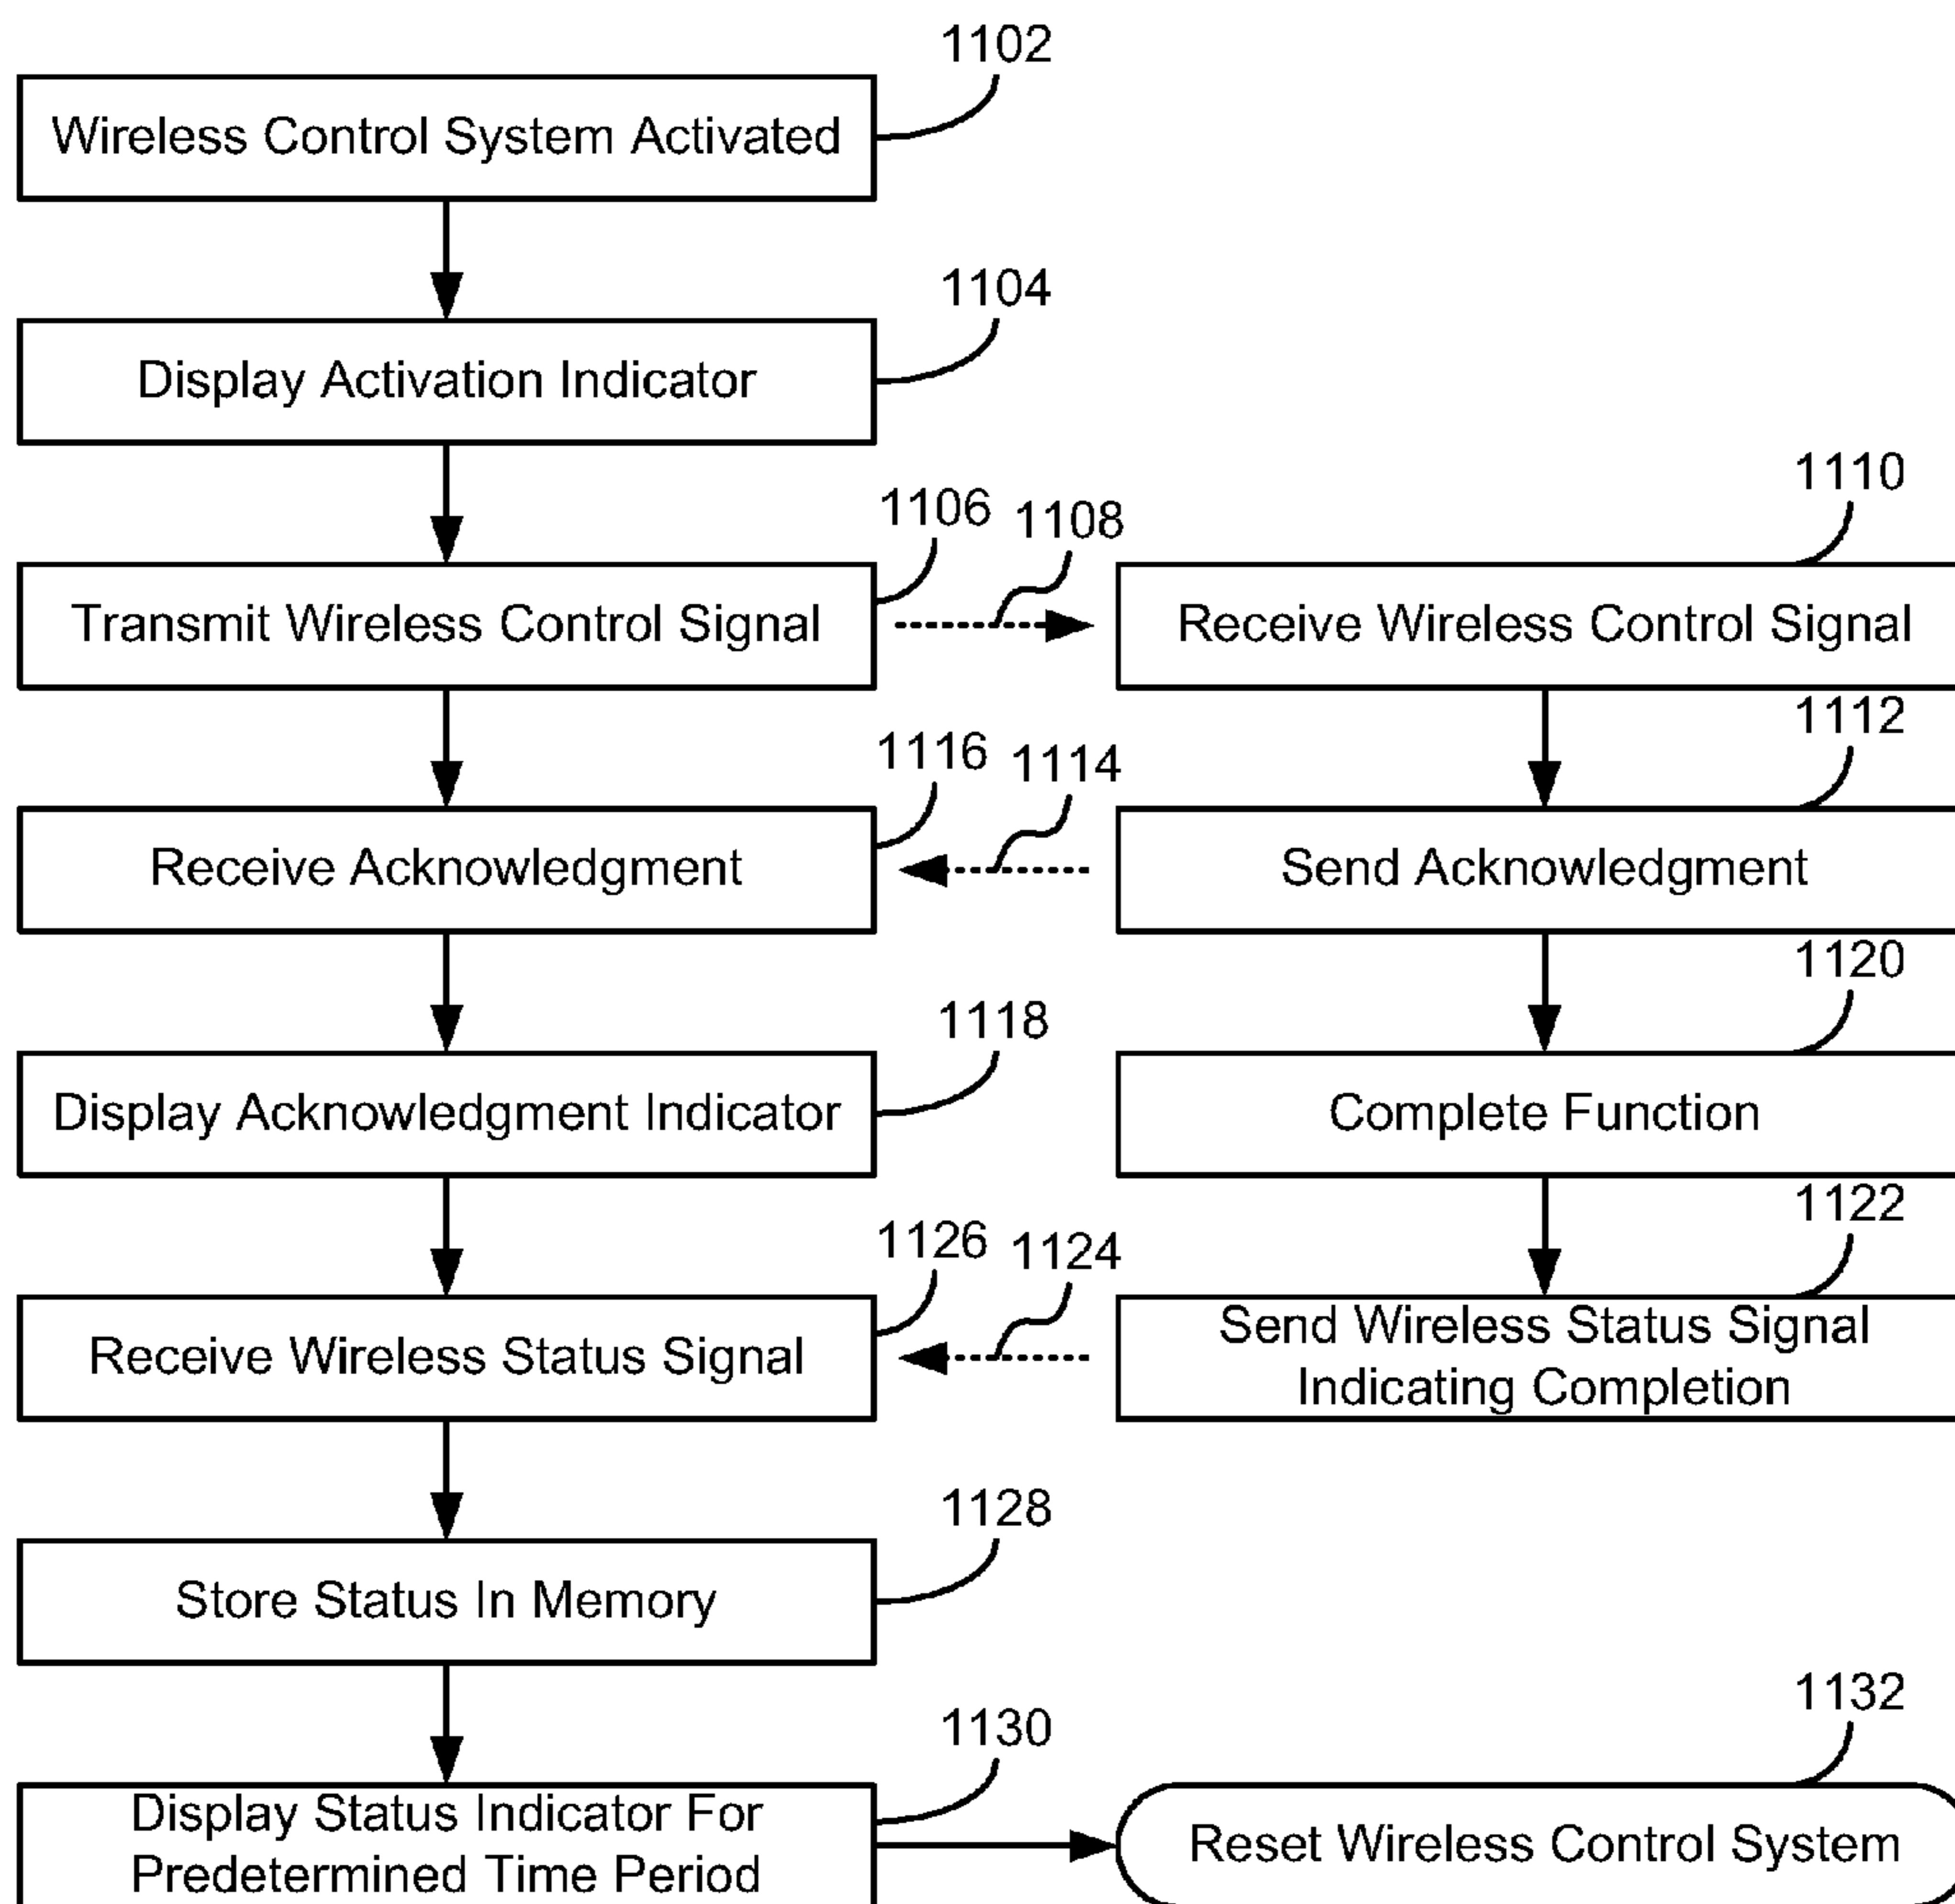 1102
Wireless Control System Activated
1104
Display Activation Indicator
1106
1108
1110
Transmit Wireless Control Signal
Receive Wireless Control Signal
1116
1114
1112
Receive Acknowledgment
Send Acknowledgment
1118
1120
Display Acknowledgment Indicator
Complete Function
1126
1124
1122
Receive Wireless Status Signal
Send Wireless Status Signal
Indicating Completion
1128
Store Status In Memory
1130
1132
Display Status Indicator For
Predetermined Time Period
Reset Wireless Control System